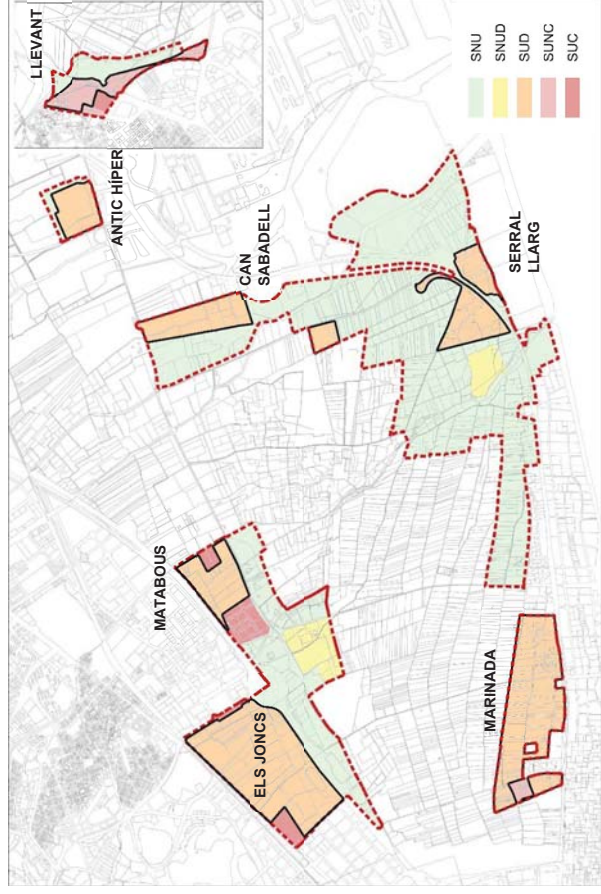 LLEVANT
ANTIC HÍPER
CAN
SABADELL
SERRAL
LLARG
MATABOUS
ELS JONCS
MARINADA
SNU
SNUD
SUD
SUNC
SUC